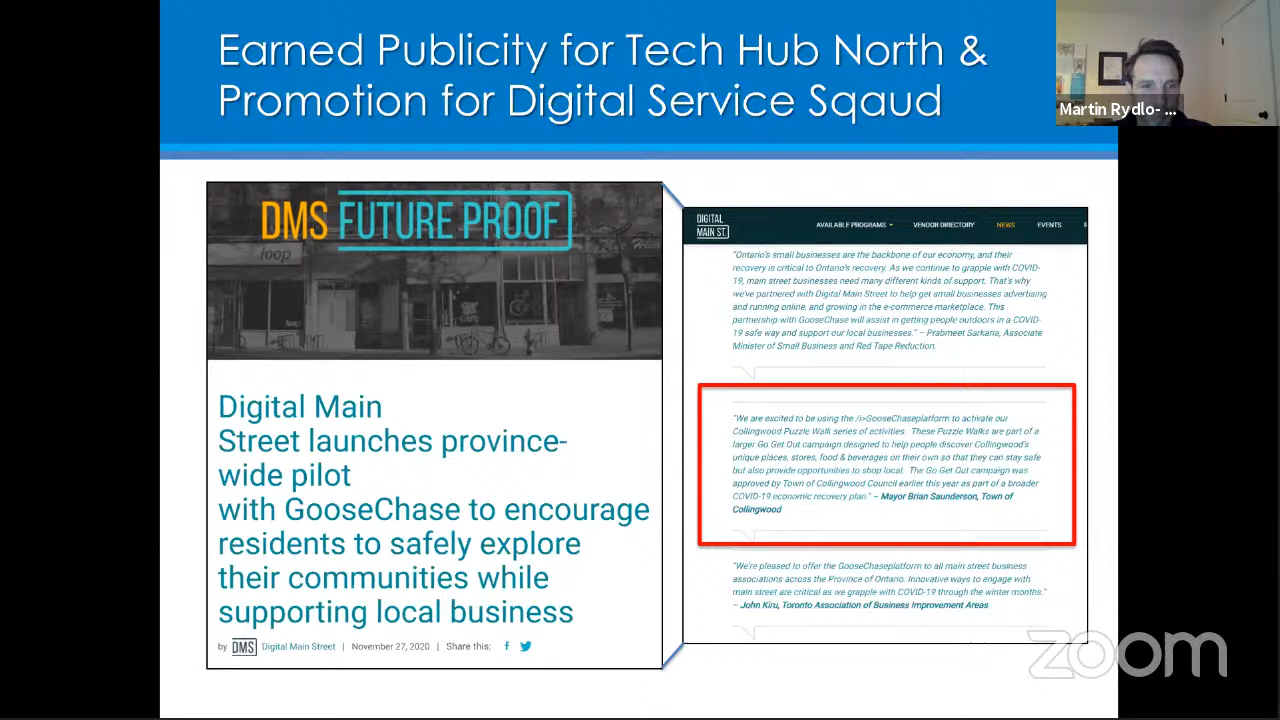 Earned Publicity for Tech Hub North &
Promotion for Digital Service Sqaud
Martin Rydlo- ...
DMS FUTURE PROOF
loop
Digital Main
Street launches province-
wide pilot
with GooseChase to encourage
residents to safely explore
their communities while
supporting local business
by DMS Digital Main Street | November 27, 2020 | Share this:
DIGITAL
MAIN ST.
AVAILABLE PROGRAMS VENDOR DIRECTORY NEWS EVENTS
"Ontario's small businesses are the backbone of our economy, and their
recovery is critical to Ontario's recovery. As we continue to grapple with COVID-
19, main street businesses need many different kinds of support. That's why
we've partnered with Digital Main Street to help get small businesses advertising
and running online, and growing in the e-commerce marketplace. This
partnership with GooseChase will assist in getting people outdoors in a COVID-
19 safe way and support our local businesses." – Prabmeet Sarkaria, Associate
Minister of Small Business and Red Tape Reduction.
"We are excited to be using the /i>GooseChaseplatform to activate our
Collingwood Puzzle Walk series of activities. These Puzzle Walks are part of a
larger Go Get Out campaign designed to help people discover Collingwood's
unique places, stores, food & beverages on their own so that they can stay safe
but also provide opportunities to shop local. The Go Get Out campaign was
approved by Town of Collingwood Council earlier this year as part of a broader
COVID-19 economic recovery plan." – Mayor Brian Saunderson, Town of
Collingwood
"We're pleased to offer the GooseChaseplatform to all main street business
associations across the Province of Ontario. Innovative ways to engage with
main street are critical as we grapple with COVID-19 through the winter months."
– John Kiru, Toronto Association of Business Improvement Areas
zoom